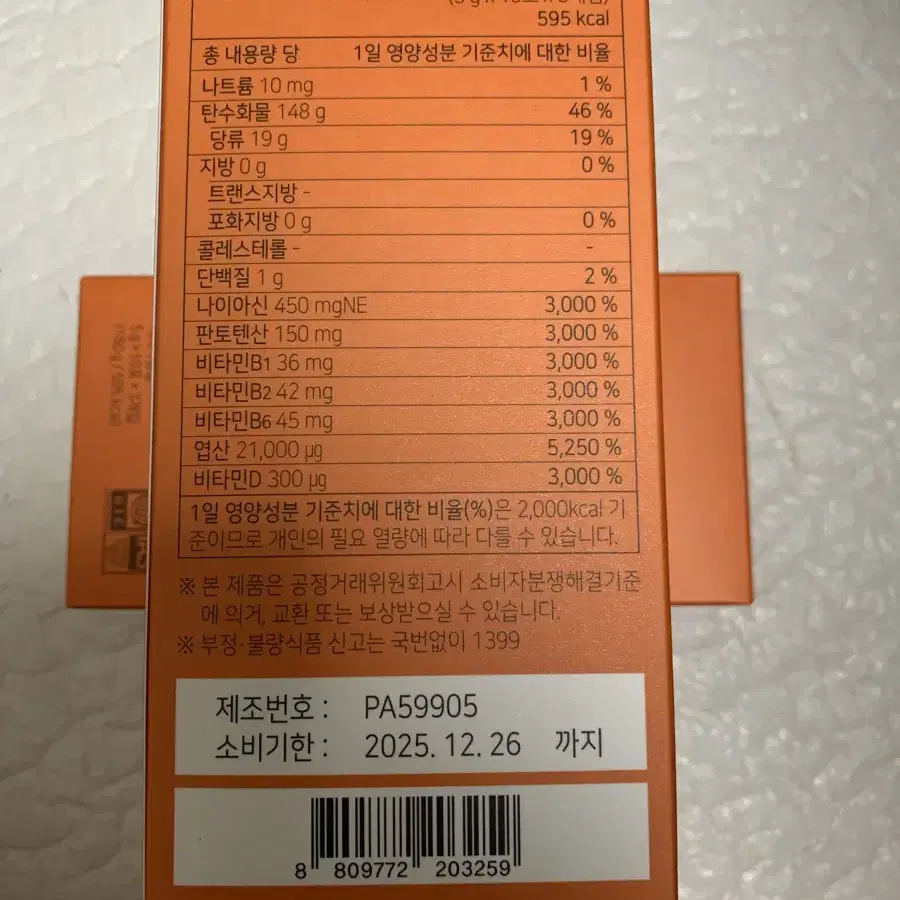 595 kcal
총 내용량 당 1일 영양성분 기준치에 대한 비율
나트륨 10 mg 1 %
탄수화물 148 g 46 %
당류 19 g 19 %
지방 0 g 0 %
트랜스지방 -
포화지방 0 g 0 %
콜레스테롤 - -
단백질 1 g 2 %
나이아신 450 mgNE 3,000 %
판토텐산 150 mg 3,000 %
비타민B1 36 mg 3,000 %
비타민B2 42 mg 3,000 %
비타민B6 45 mg 3,000 %
엽산 21,000 µg 5,250 %
비타민D 300 µg 3,000 %
1일 영양성분 기준치에 대한 비율(%)은 2,000kcal 기
준이므로 개인의 필요 열량에 따라 다를 수 있습니다.
※ 본 제품은 공정거래위원회고시 소비자분쟁해결기준
에 의거, 교환 또는 보상받으실 수 있습니다.
※ 부정·불량식품 신고는 국번없이 1399
제조번호 : PA59905
소비기한 : 2025. 12. 26 까지
8 809772 203259